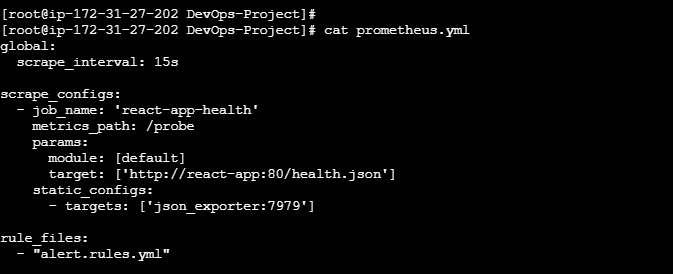 [root@ip-172-31-27-202 DevOps-Project]#
[root@ip-172-31-27-202 DevOps-Project]# cat prometheus.yml
global:
  scrape_interval: 15s

scrape_configs:
  - job_name: 'react-app-health'
    metrics_path: /probe
    params:
      module: [default]
      target: ['http://react-app:80/health.json']
    static_configs:
      - targets: ['json_exporter:7979']

rule_files:
  - "alert.rules.yml"